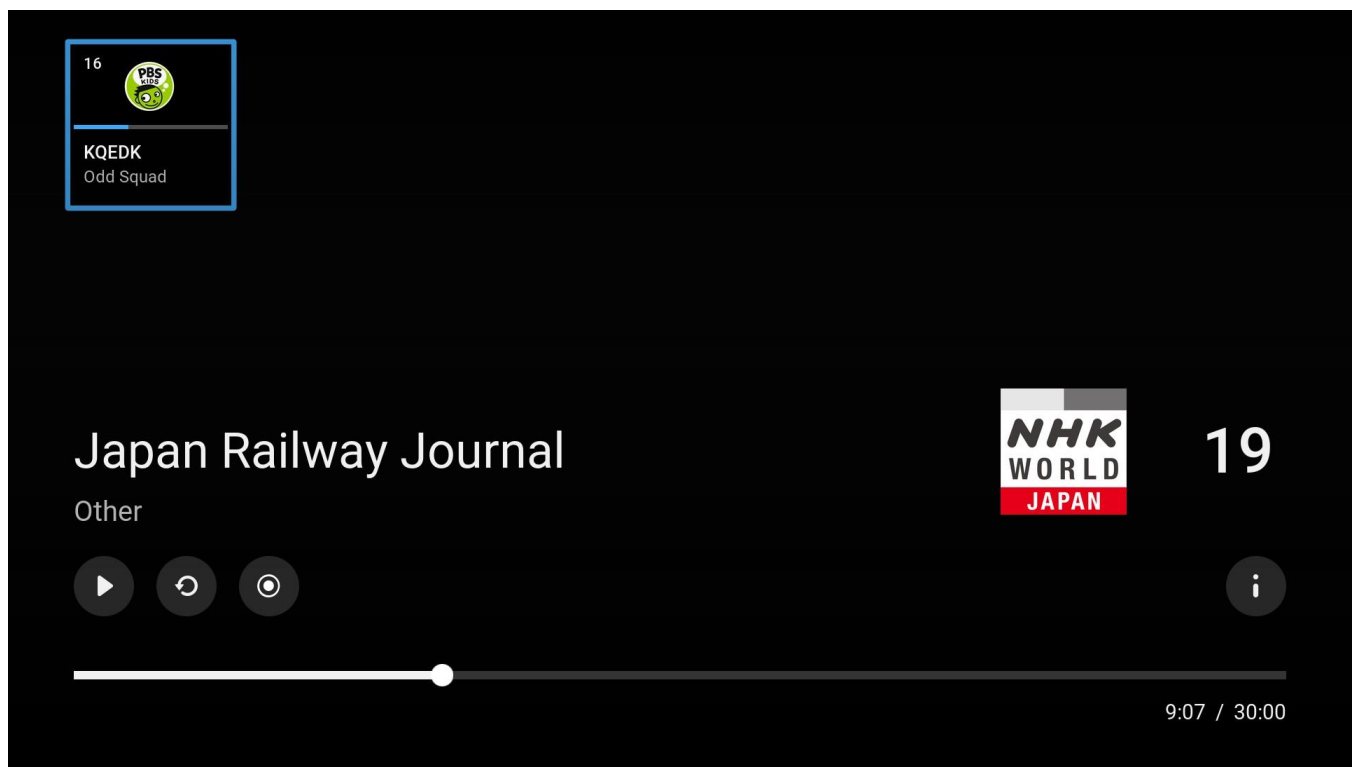 16
PBS
KIDS
KQEDK
Odd Squad
Japan Railway Journal
Other
NHK
WORLD
JAPAN
19
9:07 / 30:00